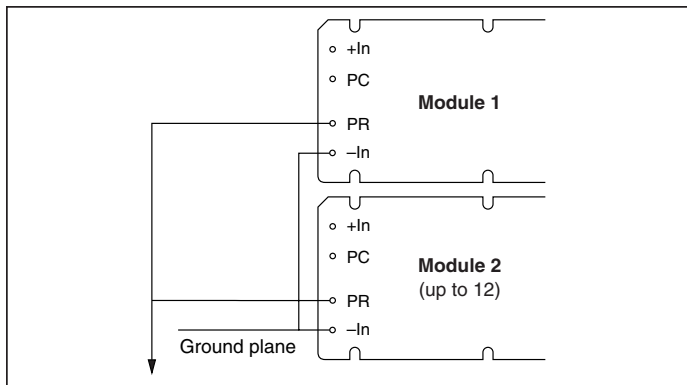 +In
PC
Module 1
PR
–In
+In
PC
Module 2
(up to 12)
PR
–In
Ground plane